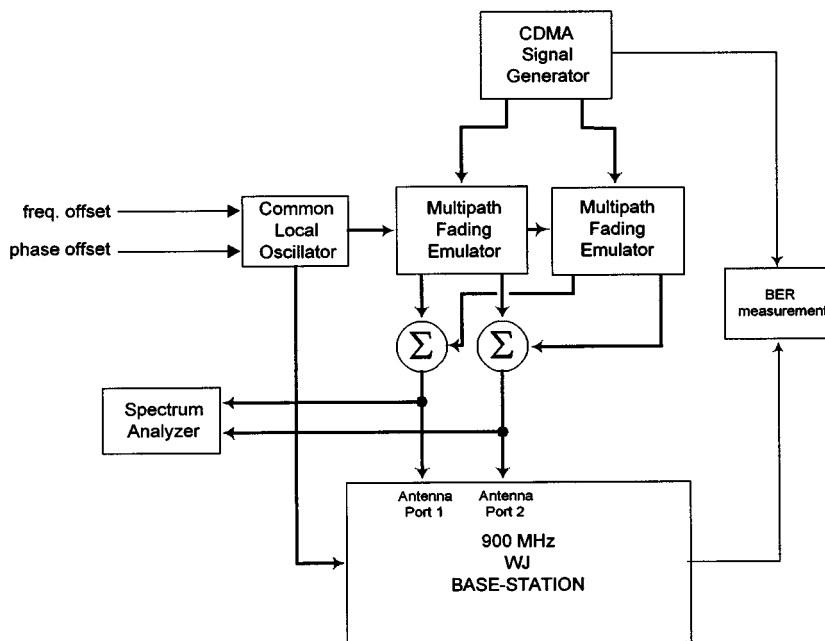 CDMA
Signal
Generator
freq. offset
phase offset
Common
Local
Oscillator
Multipath
Fading
Emulator
Multipath
Fading
Emulator
BER
measurement
Σ
Σ
Spectrum
Analyzer
Antenna
Port 1
Antenna
Port 2
900 MHz
WJ
BASE-STATION